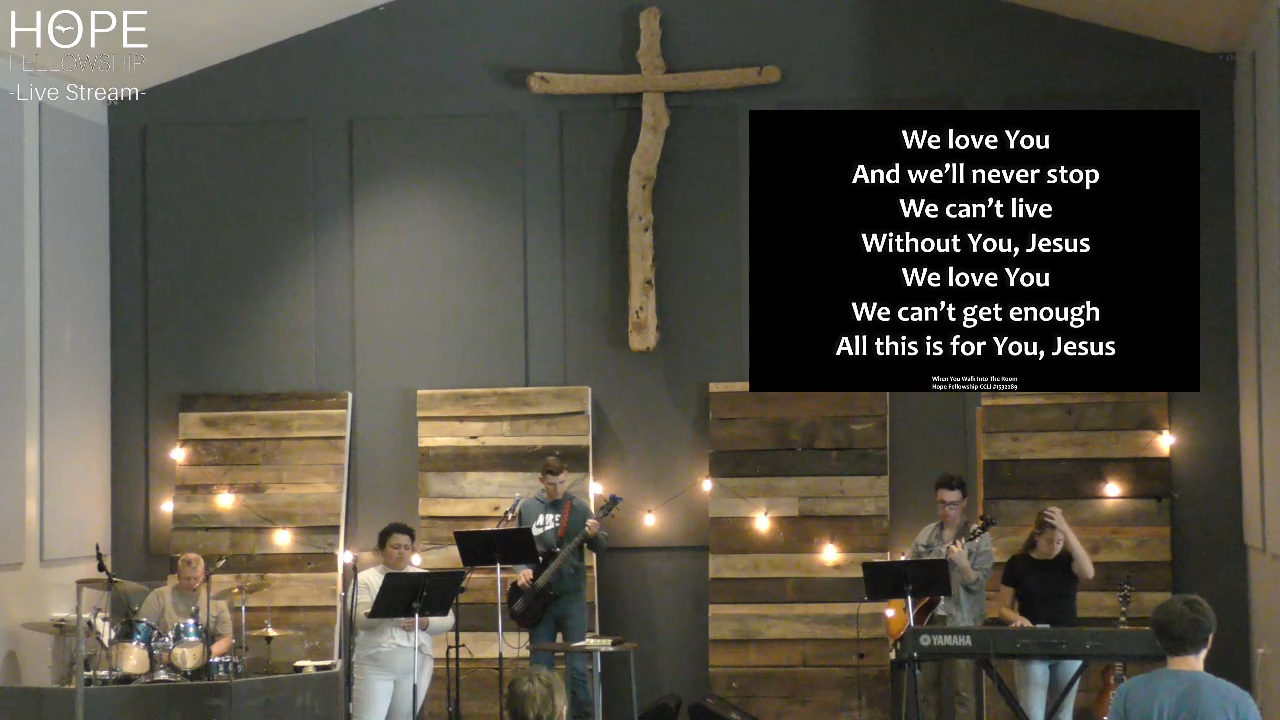 HOPE
FELLOWSHIP
-Live Stream-
We love You
And we'll never stop
We can't live
Without You, Jesus
We love You
We can't get enough
All this is for You, Jesus
When You Walk Into The Room
Hope Fellowship CCLI
NIKE
YAMAHA